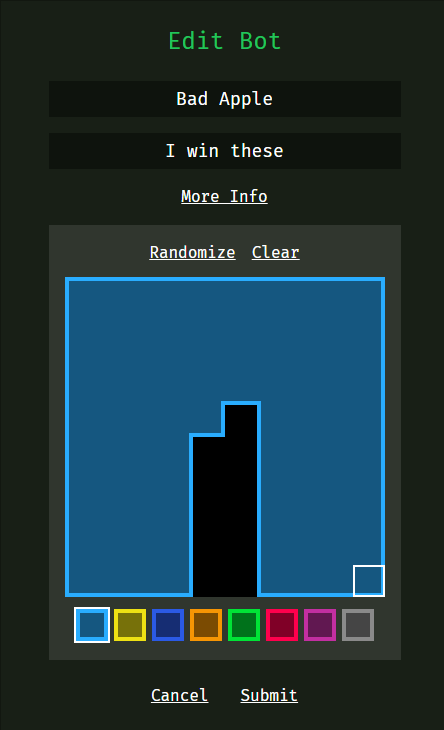 Edit Bot
Bad Apple
I win these
More Info
Randomize Clear
Cancel Submit